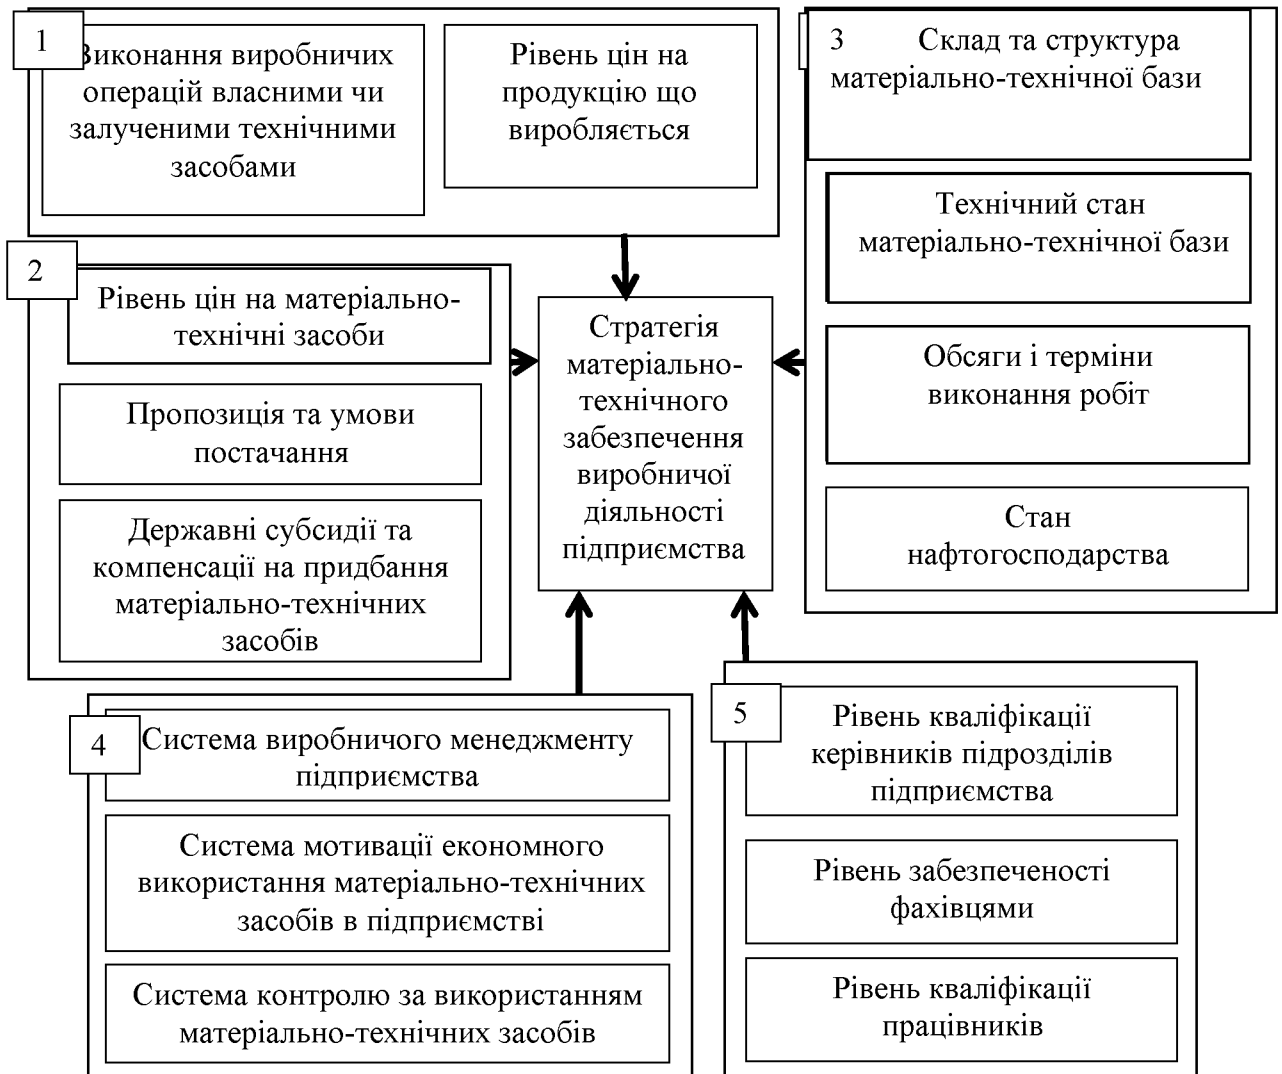 1
Виконання виробничих
операцій власними чи
залученими технічними
засобами
Рівень цін на
продукцію що
виробляється
3 Склад та структура
матеріально-технічної бази
Технічний стан
матеріально-технічної бази
Обсяги і терміни
виконання робіт
Стан
нафтогосподарства
2
Рівень цін на матеріально-
технічні засоби
Пропозиція та умови
постачання
Державні субсидії та
компенсації на придбання
матеріально-технічних
засобів
Стратегія
матеріально-
технічного
забезпечення
виробничої
діяльності
підприємства
4
Система виробничого менеджменту
підприємства
Система мотивації економного
використання матеріально-технічних
засобів в підприємстві
Система контролю за використанням
матеріально-технічних засобів
5
Рівень кваліфікації
керівників підрозділів
підприємства
Рівень забезпеченості
фахівцями
Рівень кваліфікації
працівників